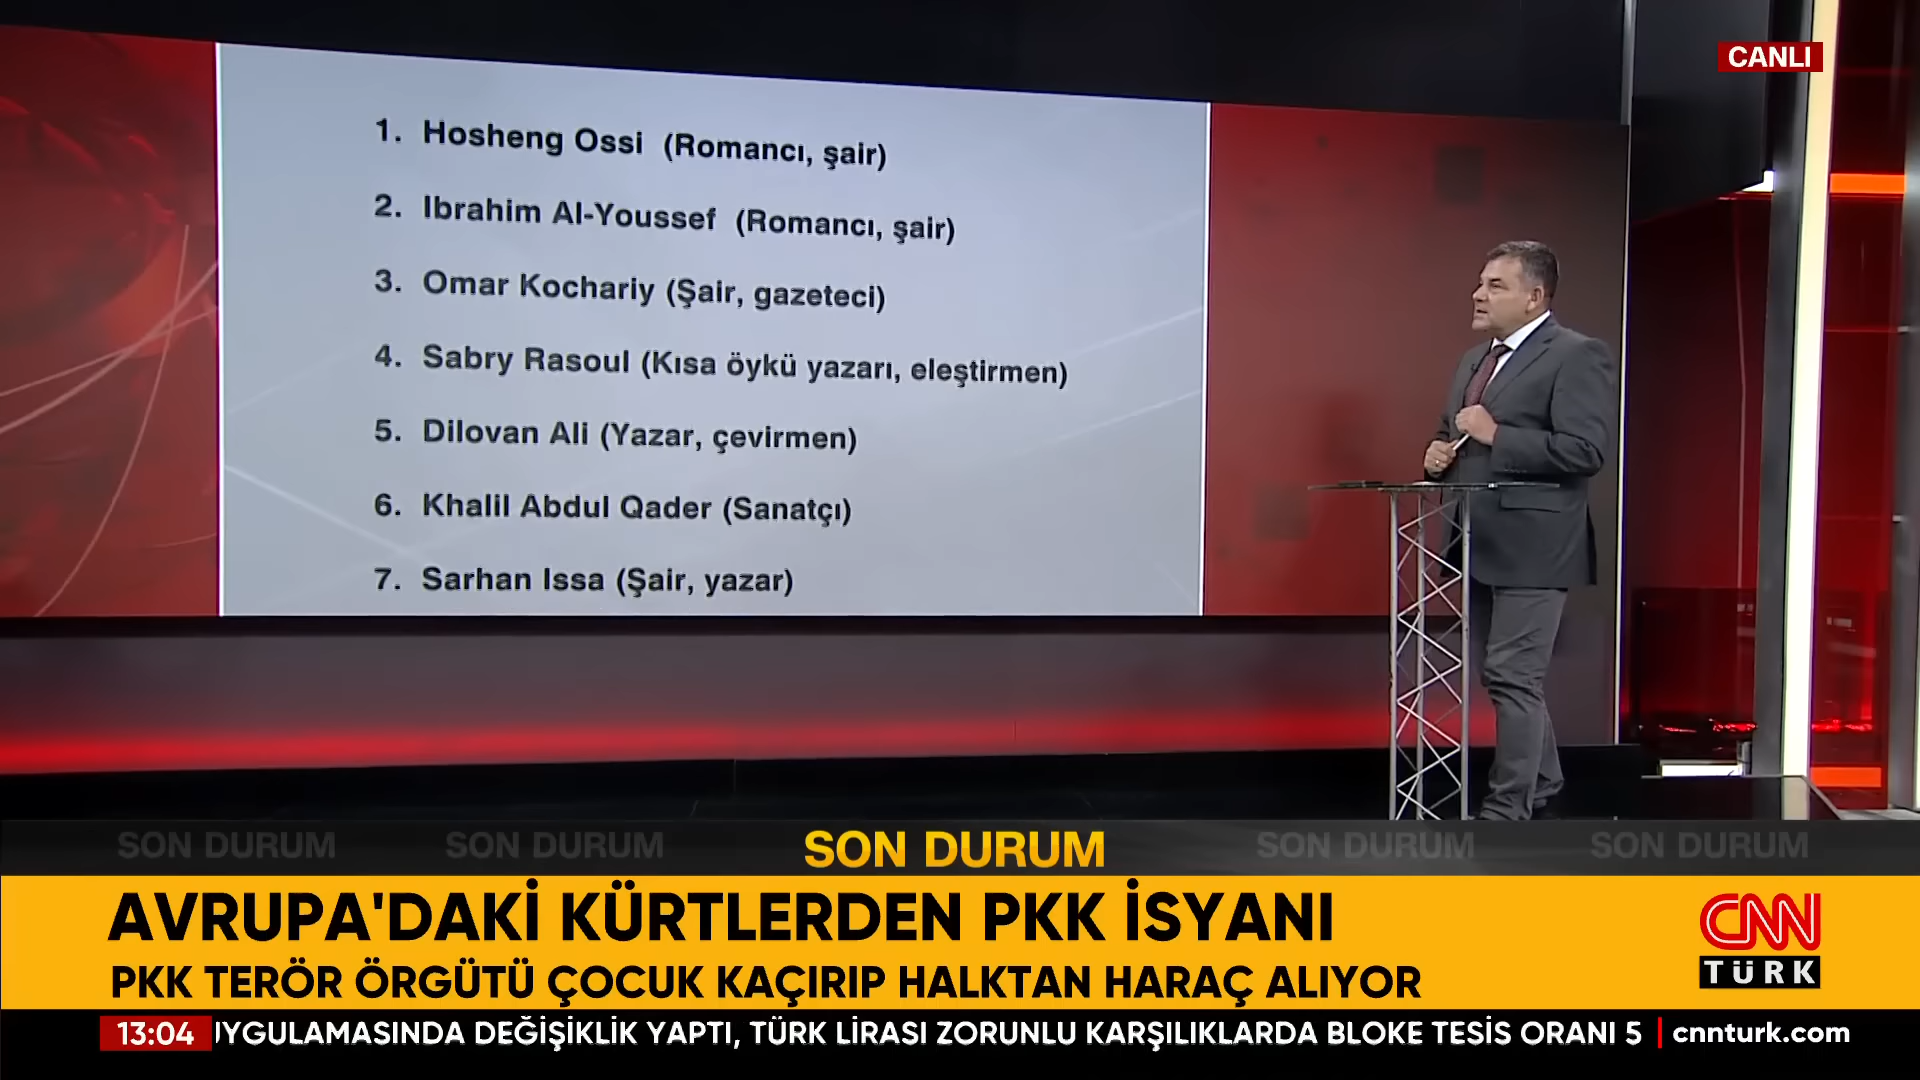 CANLI
1. Hosheng Ossi (Romancı, şair)
2. Ibrahim Al-Youssef (Romancı, şair)
3. Omar Kochariy (Şair, gazeteci)
4. Sabry Rasoul (Kısa öykü yazarı, eleştirmen)
5. Dilovan Ali (Yazar, çevirmen)
6. Khalil Abdul Qader (Sanatçı)
7. Sarhan Issa (Şair, yazar)
SON DURUM SON DURUM SON DURUM SON DURUM SON DURUM
AVRUPA'DAKİ KÜRTLERDEN PKK İSYANI
PKK TERÖR ÖRGÜTÜ ÇOCUK KAÇIRIP HALKTAN HARAÇ ALIYOR
CNN
TÜRK
13:04 UYGULAMASINDA DEĞİŞİKLİK YAPTI, TÜRK LİRASI ZORUNLU KARŞILIKLARDA BLOKE TESİS ORANI 5 cnnturk.com